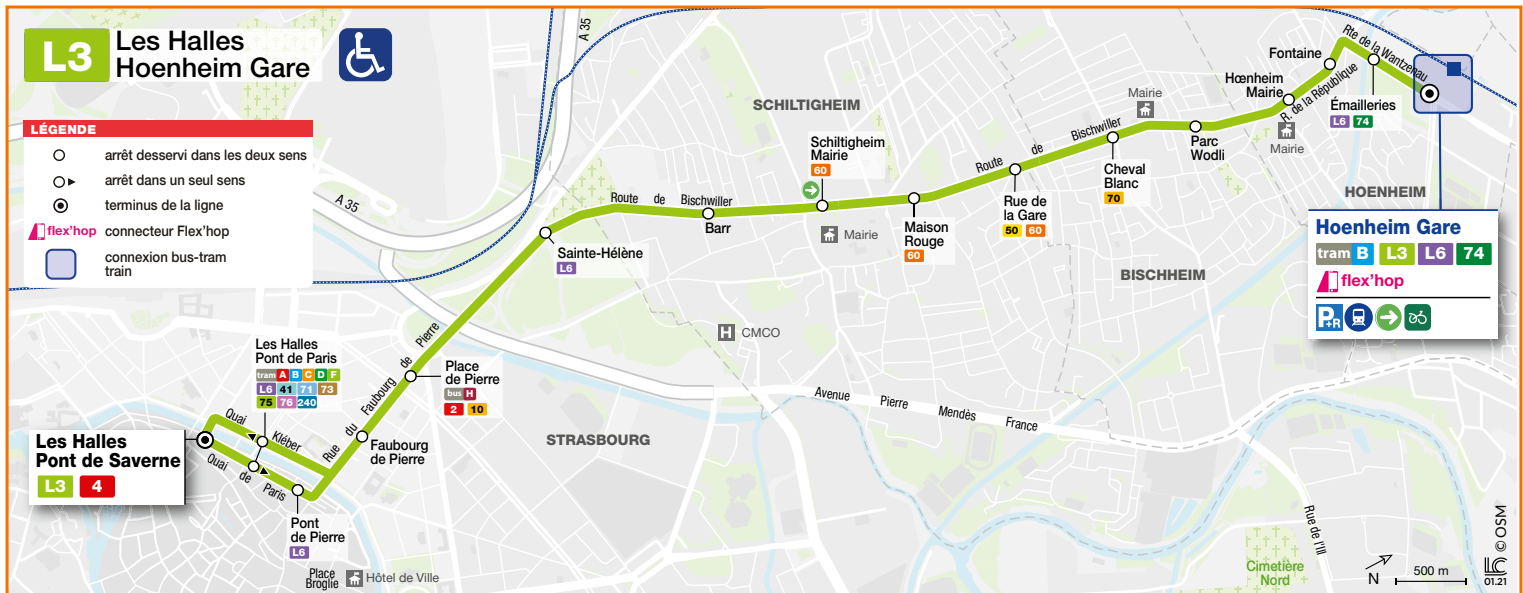 L3
Les Halles
Hoenheim Gare
LÉGENDE
arrêt desservi dans les deux sens
arrêt dans un seul sens
terminus de la ligne
flex'hop connecteur Flex'hop
connexion bus-tram
train
A 35
A 35
SCHILTIGHEIM
BISCHHEIM
HOENHEIM
STRASBOURG
Les Halles
Pont de Saverne
L3 4
Les Halles
Pont de Paris
tram A B C D F
L6 41 71 73
75 76 240
Quai Kléber
Quai de Paris
Pont
de Pierre
L6
Place
Broglie
Hôtel de Ville
Rue du Faubourg de Pierre
Faubourg
de Pierre
Place
de Pierre
bus H
2 10
Sainte-Hélène
L6
Route de Bischwiller
Barr
Schiltigheim
Mairie
60
Mairie
Maison
Rouge
60
Route de Bischwiller
Rue de
la Gare
50 60
Cheval
Blanc
70
Mairie
Parc
Wodli
Hœnheim
Mairie
Mairie
R. de la République
Fontaine
Rte de la Wantzenau
Émailleries
L6 74
Hoenheim Gare
tram B L3 L6 74
flex'hop
P+R
H CMCO
Avenue Pierre Mendès France
Rue de l'Ill
Cimetière
Nord
N
500 m
© OSM
01.21